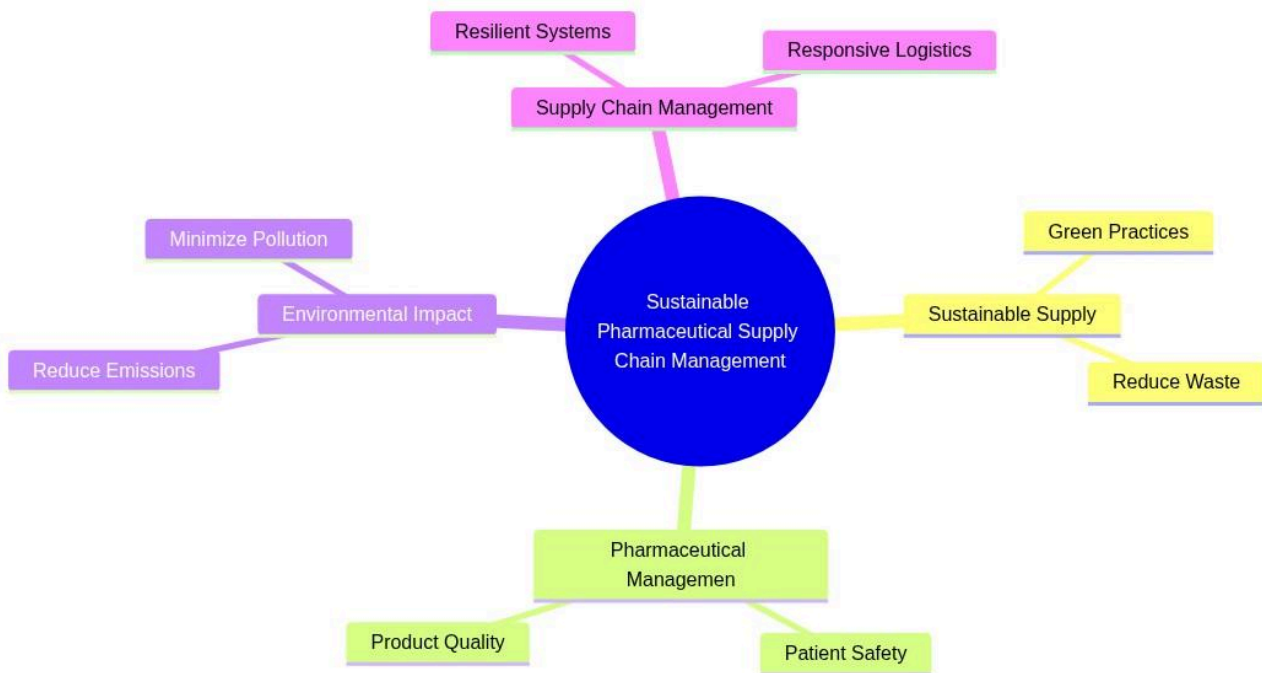 Resilient Systems
Responsive Logistics
Supply Chain Management
Minimize Pollution
Environmental Impact
Reduce Emissions
Sustainable
Pharmaceutical Supply
Chain Management
Green Practices
Sustainable Supply
Reduce Waste
Pharmaceutical
Managemen
Product Quality
Patient Safety